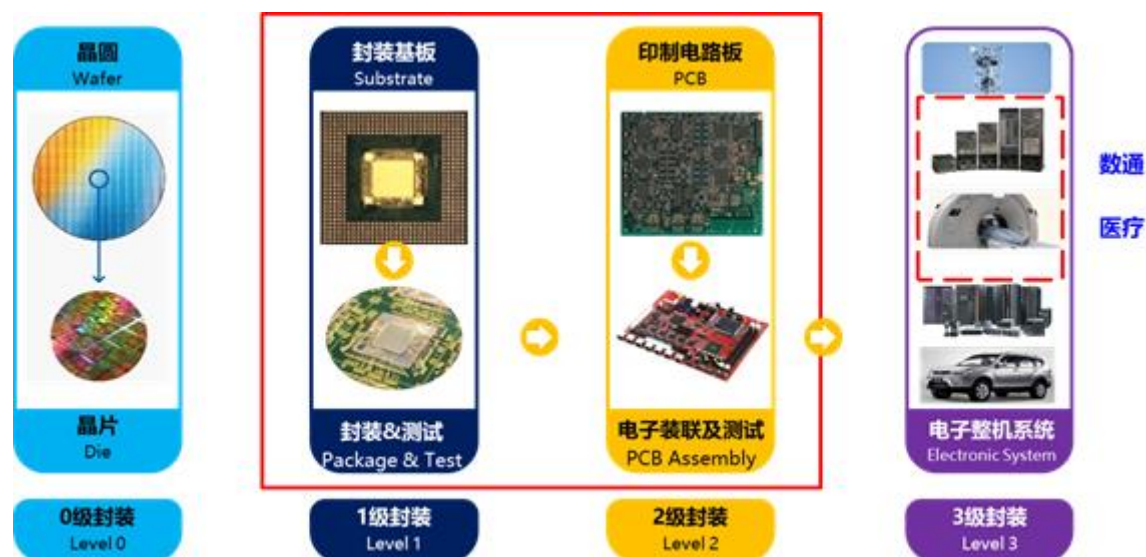 晶圆
Wafer
晶片
Die
0级封装
Level 0
封装基板
Substrate
封装&测试
Package & Test
1级封装
Level 1
印制电路板
PCB
电子装联及测试
PCB Assembly
2级封装
Level 2
数通
医疗
电子整机系统
Electronic System
3级封装
Level 3